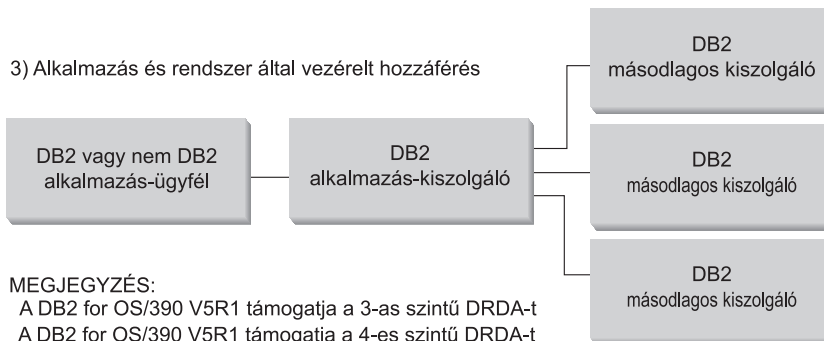 3) Alkalmazás és rendszer által vezérelt hozzáférés
DB2 vagy nem DB2
alkalmazás-ügyfél
DB2
alkalmazás-kiszolgáló
DB2
másodlagos kiszolgáló
DB2
másodlagos kiszolgáló
DB2
másodlagos kiszolgáló
MEGJEGYZÉS:
A DB2 for OS/390 V5R1 támogatja a 3-as szintű DRDA-t
A DB2 for OS/390 V5R1 támogatja a 4-es szintű DRDA-t